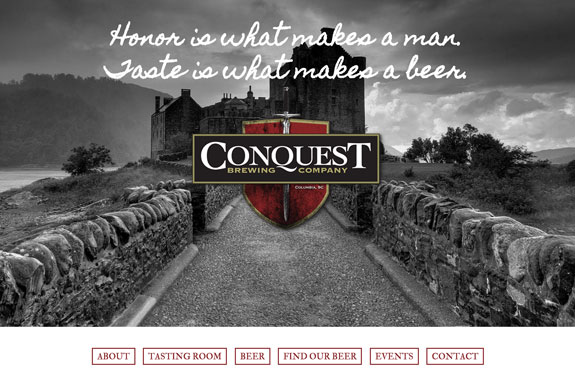 Honor is what makes a man.
Taste is what makes a beer.
CONQUEST
BREWING COMPANY
COLUMBIA, SC
ABOUT TASTING ROOM BEER FIND OUR BEER EVENTS CONTACT